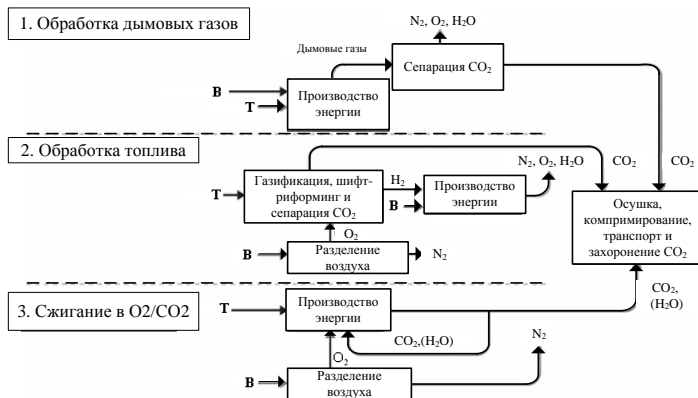 1. Обработка дымовых газов
N₂, O₂, H₂O
Дымовые газы
Сепарация CO₂
В
Т
Производство
энергии
CO₂
CO₂
2. Обработка топлива
N₂, O₂, H₂O
Т
Газификация, шифт-
риформинг и
сепарация CO₂
H₂
В
Производство
энергии
Осушка,
компримирование,
транспорт и
захоронение CO₂
O₂
В
Разделение
воздуха
N₂
3. Сжигание в O2/CO2
Т
Производство
энергии
CO₂,
(H₂O)
CO₂,(H₂O)
N₂
O₂
В
Разделение
воздуха